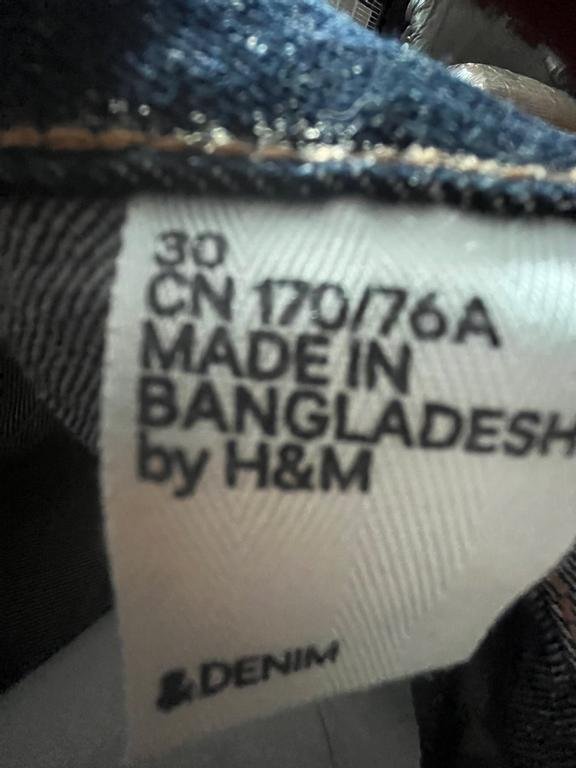 30
CN 170/76A
MADE IN
BANGLADESH
by H&M
&DENIM